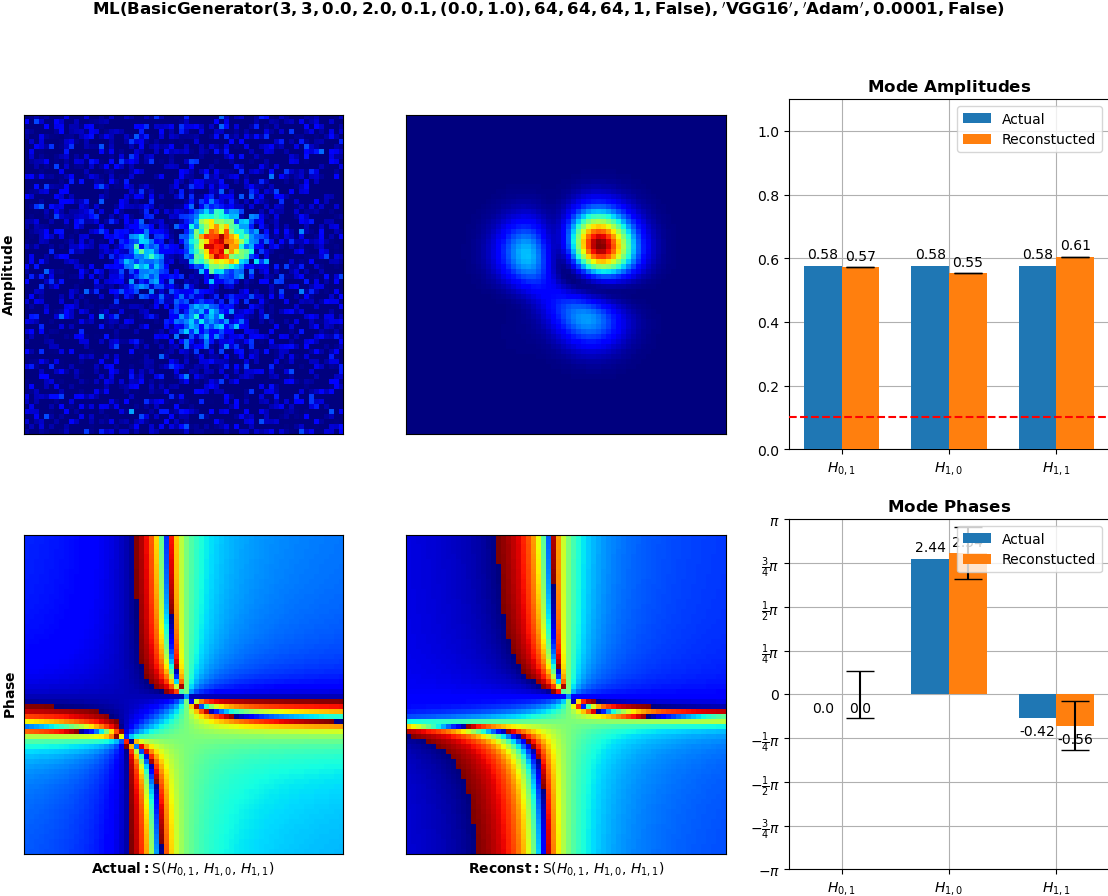 ML(BasicGenerator(3, 3, 0.0, 2.0, 0.1, (0.0, 1.0), 64, 64, 64, 1, False), ′VGG16′, ′Adam′, 0.0001, False)
Amplitude
Mode Amplitudes
Actual
Reconstucted
1.0
0.8
0.6
0.4
0.2
0.0
0.58
0.57
0.58
0.55
0.58
0.61
H0, 1
H1, 0
H1, 1
Phase
Actual: S(H0, 1, H1, 0, H1, 1)
Reconst: S(H0, 1, H1, 0, H1, 1)
Mode Phases
Actual
Reconstucted
π
3/4π
1/2π
1/4π
0
−1/4π
−1/2π
−3/4π
−π
0.0
0.0
2.44
-0.42
-0.56
H0, 1
H1, 0
H1, 1